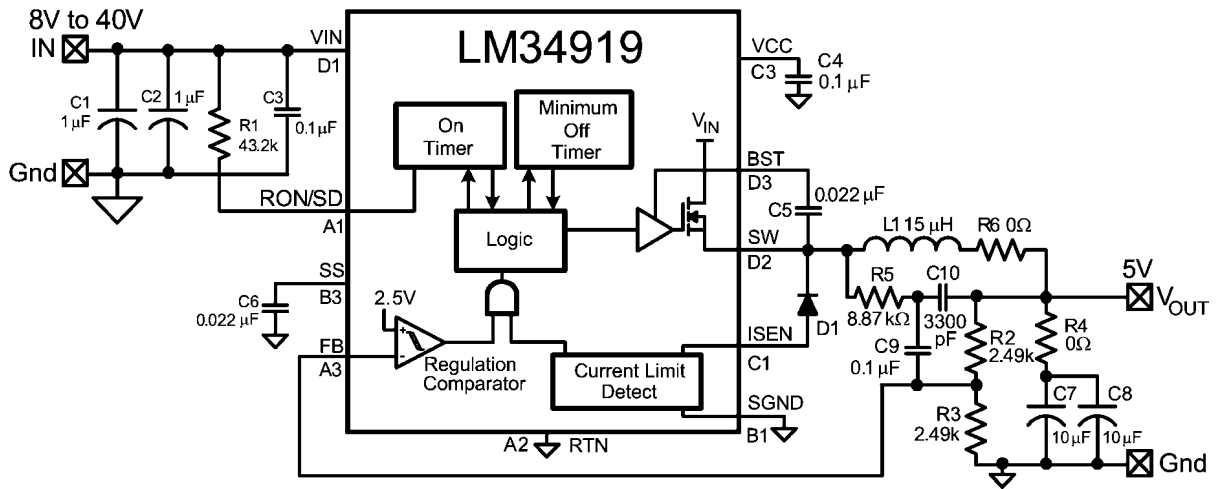 8V to 40V
IN
VIN
D1
LM34919
VCC
C3
C4
0.1 µF
C1
1 µF
C2
1 µF
R1
43.2k
C3
0.1 µF
On
Timer
Minimum
Off
Timer
VIN
Gnd
RON/SD
A1
BST
D3
0.022 µF
C5
Logic
SW
D2
L1 15 µH
R6 0Ω
SS
B3
C6
0.022 µF
2.5V
+
-
FB
A3
Regulation
Comparator
R5
8.87 kΩ
C10
3300
pF
5V
VOUT
D1
ISEN
C1
C9
0.1 µF
R2
2.49k
R4
0Ω
Current Limit
Detect
SGND
B1
R3
2.49k
C7
10 µF
C8
10 µF
A2
RTN
Gnd